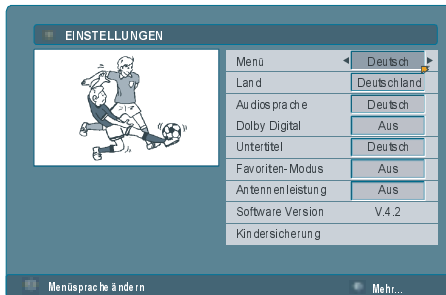 EINSTELLUNGEN
Menü Deutsch
Land Deutschland
Audiosprache Deutsch
Dolby Digital Aus
Untertitel Deutsch
Favoriten-Modus Aus
Antennenleistung Aus
Software Version V.4.2
Kindersicherung
Menüsprache ändern Mehr...